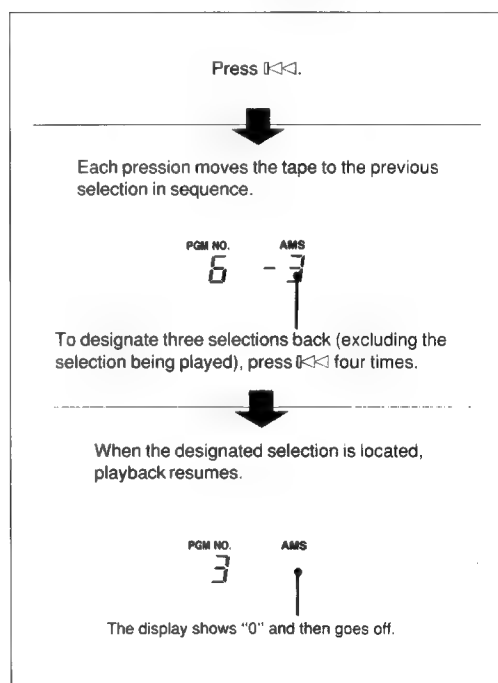 Press ⏮.
Each pression moves the tape to the previous
selection in sequence.
PGM NO. AMS
6 -3
To designate three selections back (excluding the
selection being played), press ⏮ four times.
When the designated selection is located,
playback resumes.
PGM NO. AMS
3
The display shows "0" and then goes off.